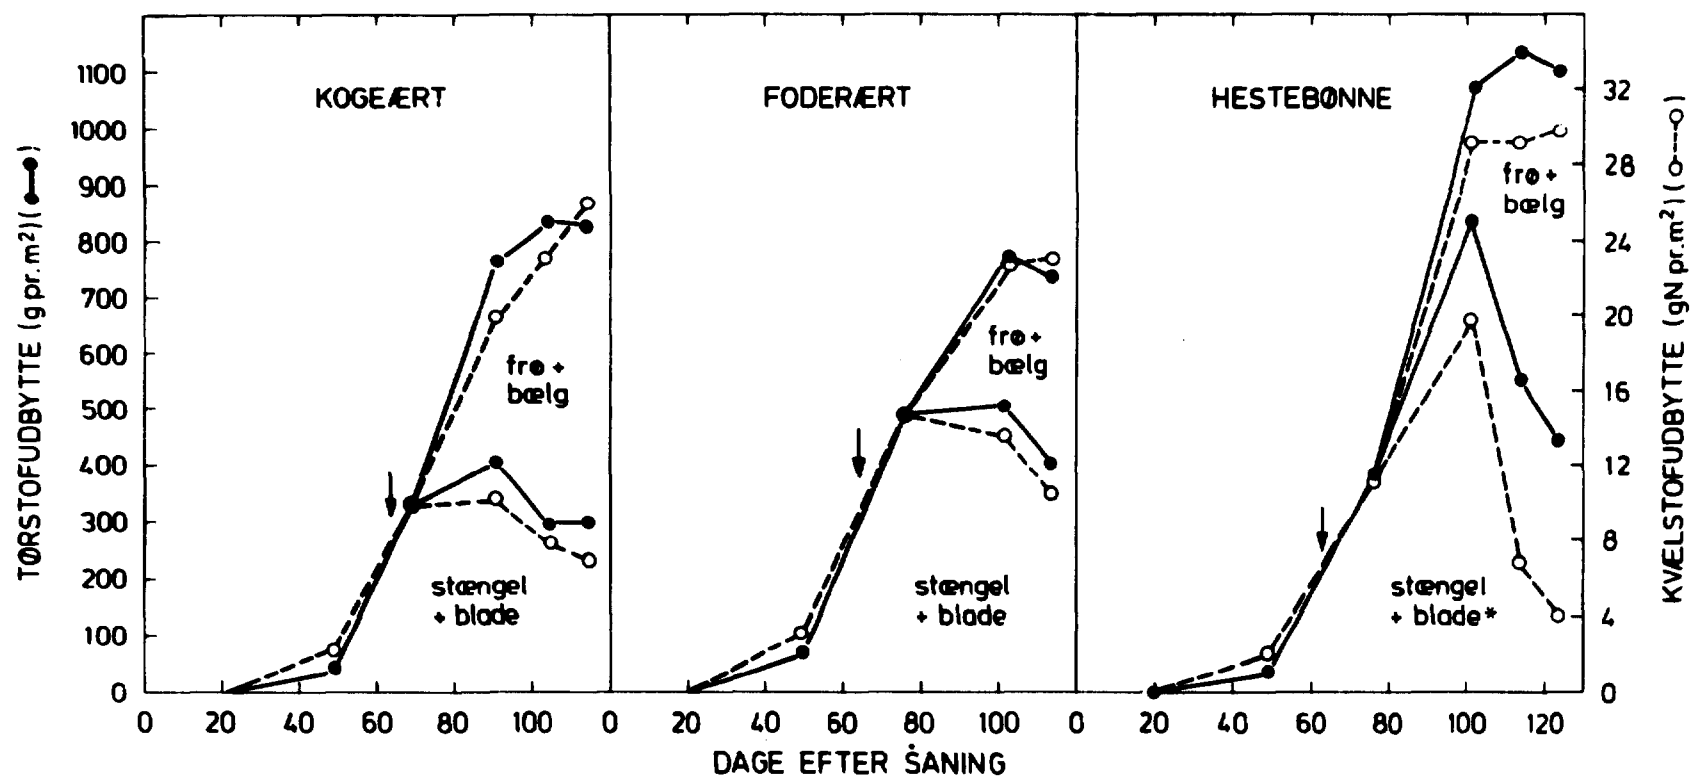 KOGEÆRT
FODERÆRT
HESTEBØNNE
TØRSTOFUDBYTTE (g pr. m²) (●—●)
1100
1000
900
800
700
600
500
400
300
200
100
0
frø +
bælg
stængel
+ blade
frø +
bælg
stængel
+ blade
frø +
bælg
stængel
+ blade*
32
28
24
20
16
12
8
4
0
KVÆLSTOFUDBYTTE (gN pr. m²) (○---○)
0 20 40 60 80 100 0 20 40 60 80 100 0 20 40 60 80 100 120
DAGE EFTER SÅNING